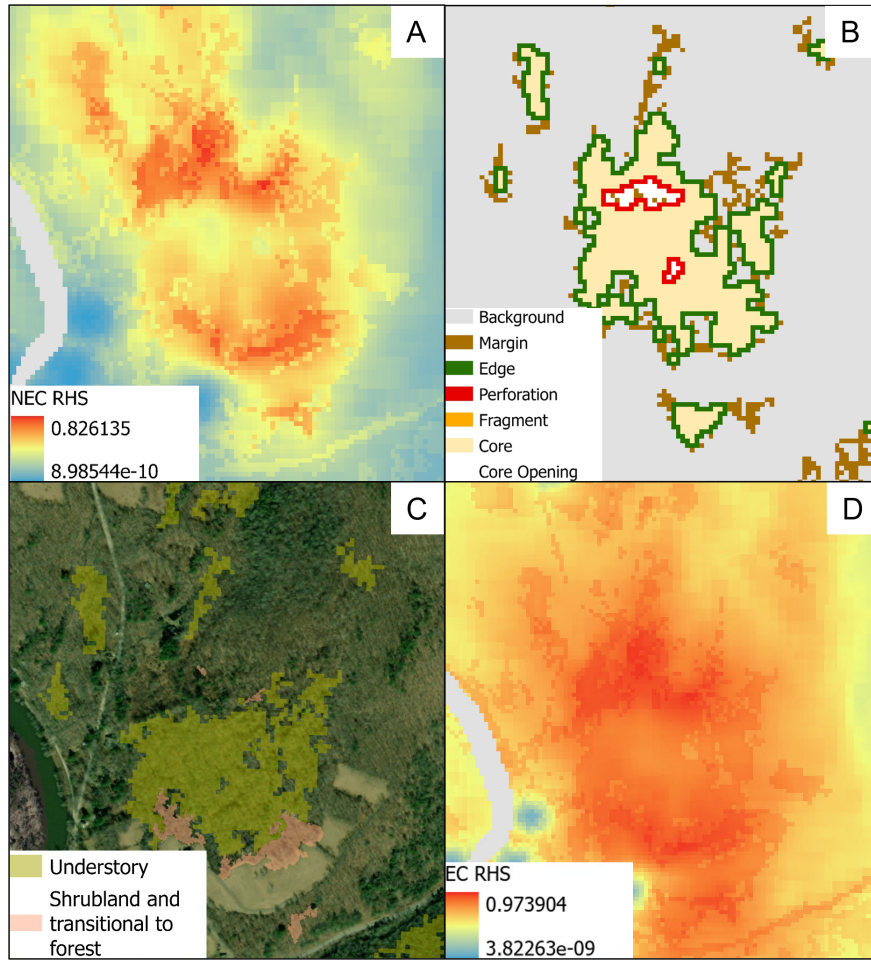 A
NEC RHS
0.826135
8.98544e-10
B
Background
Margin
Edge
Perforation
Fragment
Core
Core Opening
C
Understory
Shrubland and
transitional to
forest
D
EC RHS
0.973904
3.82263e-09